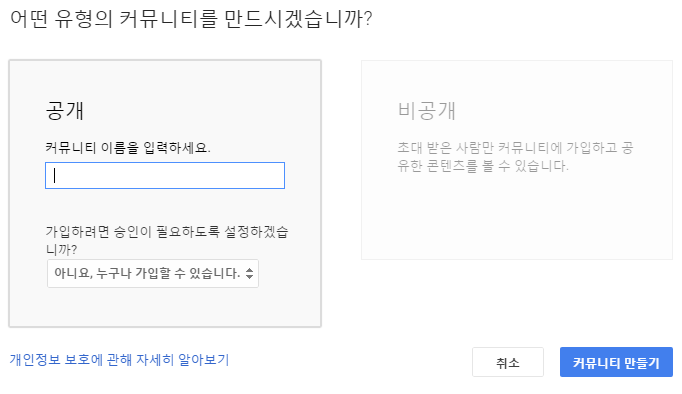 어떤 유형의 커뮤니티를 만드시겠습니까?
공개
커뮤니티 이름을 입력하세요.
가입하려면 승인이 필요하도록 설정하겠습
니까?
아니요, 누구나 가입할 수 있습니다.
비공개
초대 받은 사람만 커뮤니티에 가입하고 공
유한 콘텐츠를 볼 수 있습니다.
개인정보 보호에 관해 자세히 알아보기
취소
커뮤니티 만들기